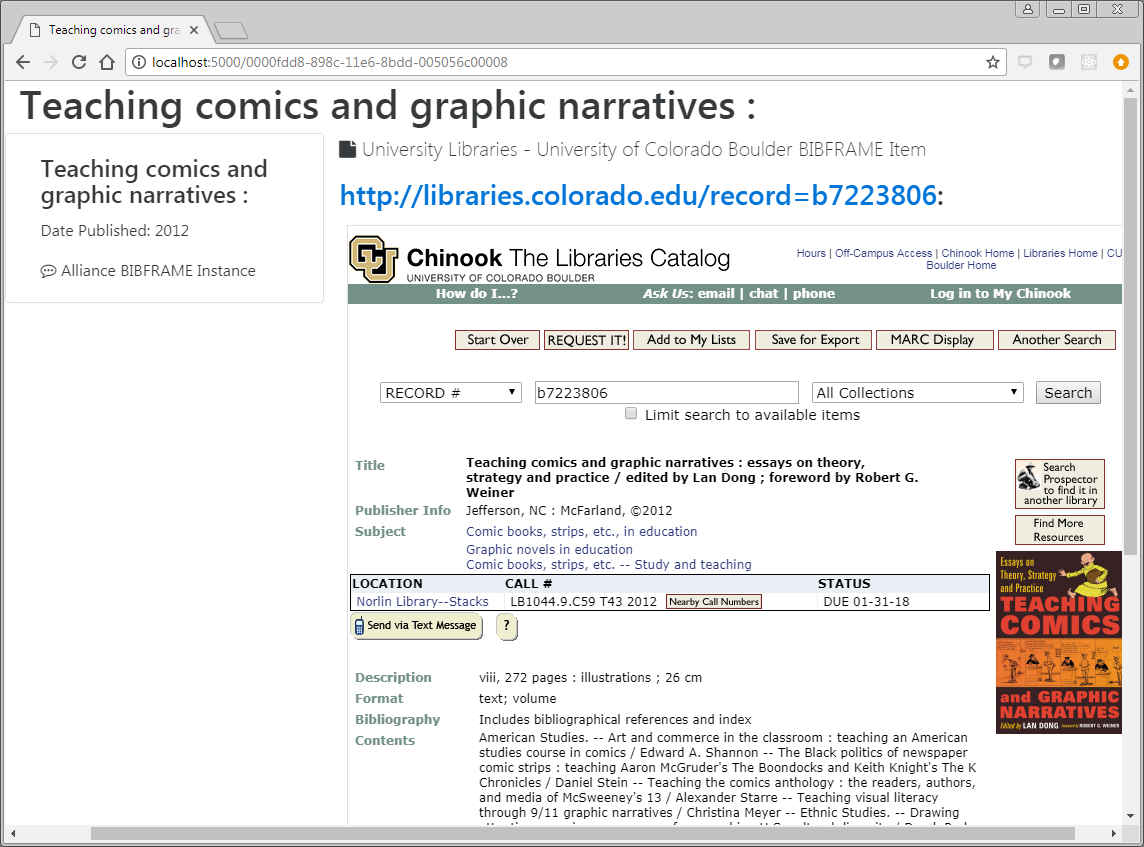 Teaching comics and gra
localhost:5000/0000fdd8-898c-11e6-8bdd-005056c00008
Teaching comics and graphic narratives :
Teaching comics and
graphic narratives :
Date Published: 2012
Alliance BIBFRAME Instance
University Libraries - University of Colorado Boulder BIBFRAME Item
http://libraries.colorado.edu/record=b7223806:
CU
Chinook The Libraries Catalog
UNIVERSITY OF COLORADO BOULDER
Hours | Off-Campus Access | Chinook Home | Libraries Home | CU
Boulder Home
How do I...? Ask Us: email | chat | phone Log in to My Chinook
Start Over REQUEST IT! Add to My Lists Save for Export MARC Display Another Search
RECORD # b7223806 All Collections Search
Limit search to available items
Title Teaching comics and graphic narratives : essays on theory,
strategy and practice / edited by Lan Dong ; foreword by Robert G.
Weiner
Publisher Info Jefferson, NC : McFarland, ©2012
Subject Comic books, strips, etc., in education
Graphic novels in education
Comic books, strips, etc. -- Study and teaching
Search
Prospector
to find it in
another library
Find More
Resources
LOCATION CALL # STATUS
Norlin Library--Stacks LB1044.9.C59 T43 2012 Nearby Call Numbers DUE 01-31-18
Send via Text Message ?
Essays on
Theory, Strategy
and Practice
TEACHING
COMICS
and GRAPHIC
NARRATIVES
Edited by LAN DONG Foreword by ROBERT G. WEINER
Description viii, 272 pages : illustrations ; 26 cm
Format text; volume
Bibliography Includes bibliographical references and index
Contents American Studies. -- Art and commerce in the classroom : teaching an American
studies course in comics / Edward A. Shannon -- The Black politics of newspaper
comic strips : teaching Aaron McGruder's The Boondocks and Keith Knight's The K
Chronicles / Daniel Stein -- Teaching the comics anthology : the readers, authors,
and media of McSweeney's 13 / Alexander Starre -- Teaching visual literacy
through 9/11 graphic narratives / Christina Meyer -- Ethnic Studies. -- Drawing